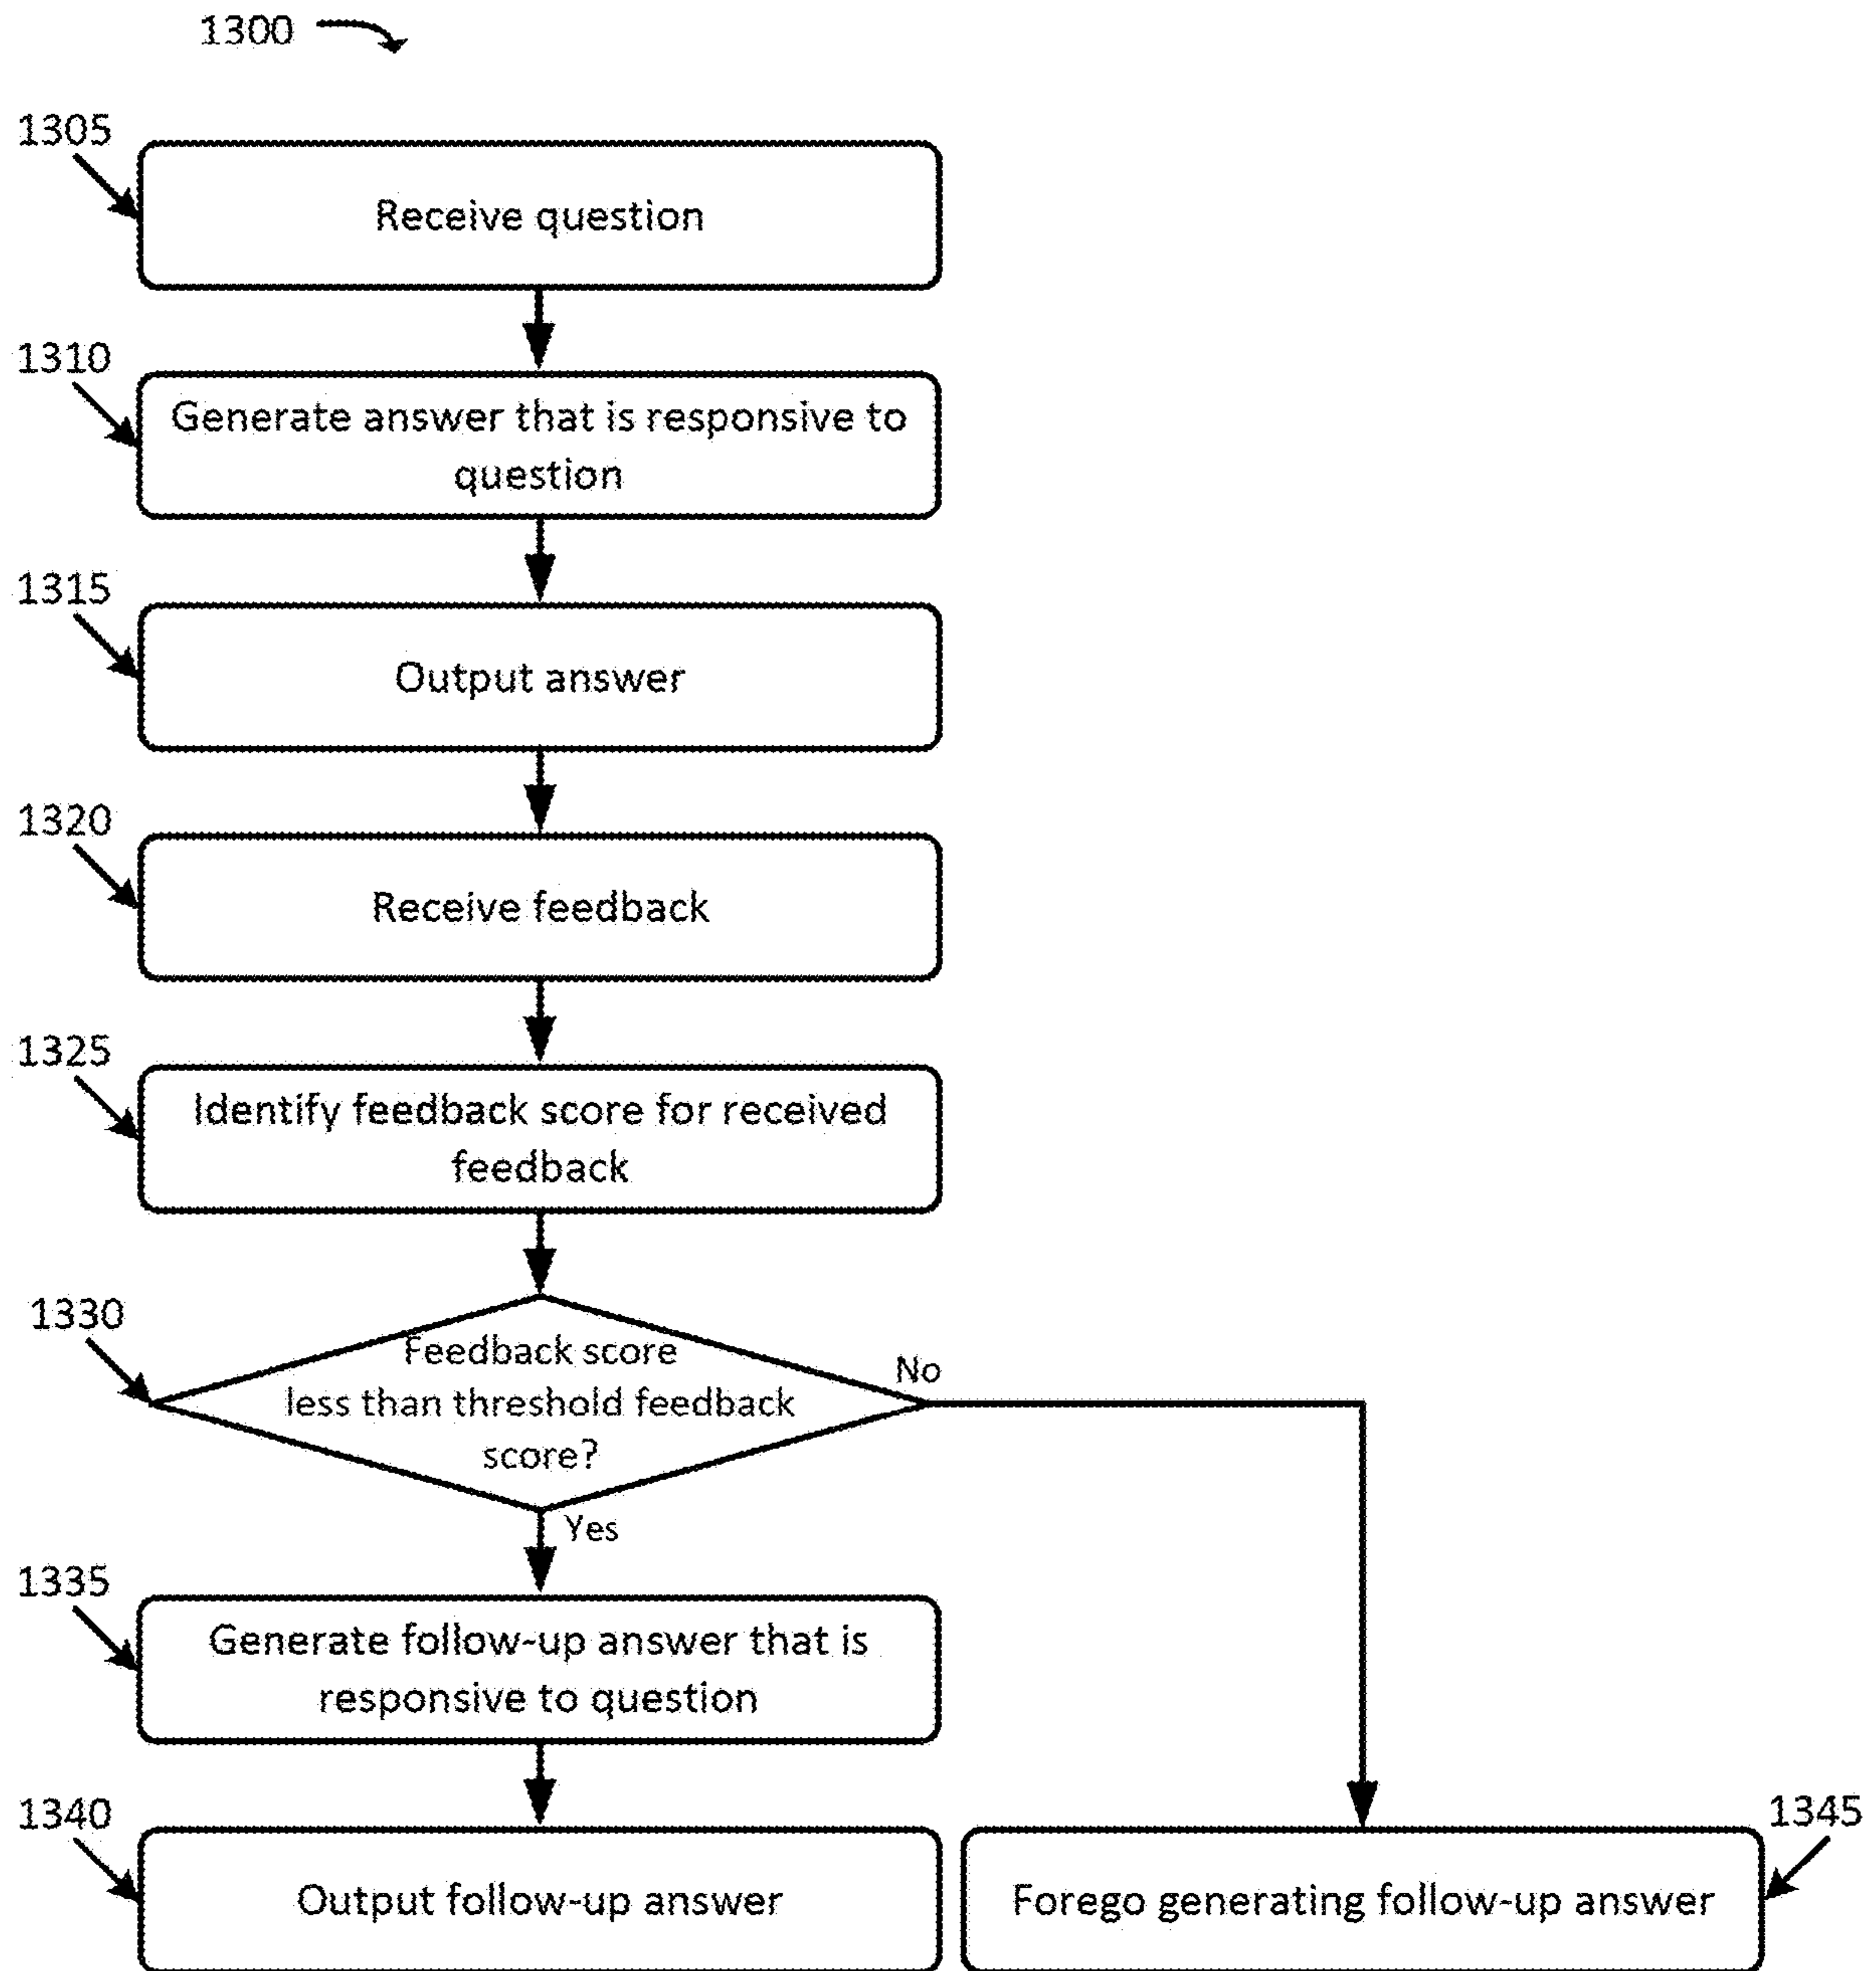 1300
1305
Receive question
1310
Generate answer that is responsive to
question
1315
Output answer
1320
Receive feedback
1325
Identify feedback score for received
feedback
1330
Feedback score
less than threshold feedback
score?
No
Yes
1335
Generate follow-up answer that is
responsive to question
1340
Output follow-up answer
1345
Forego generating follow-up answer